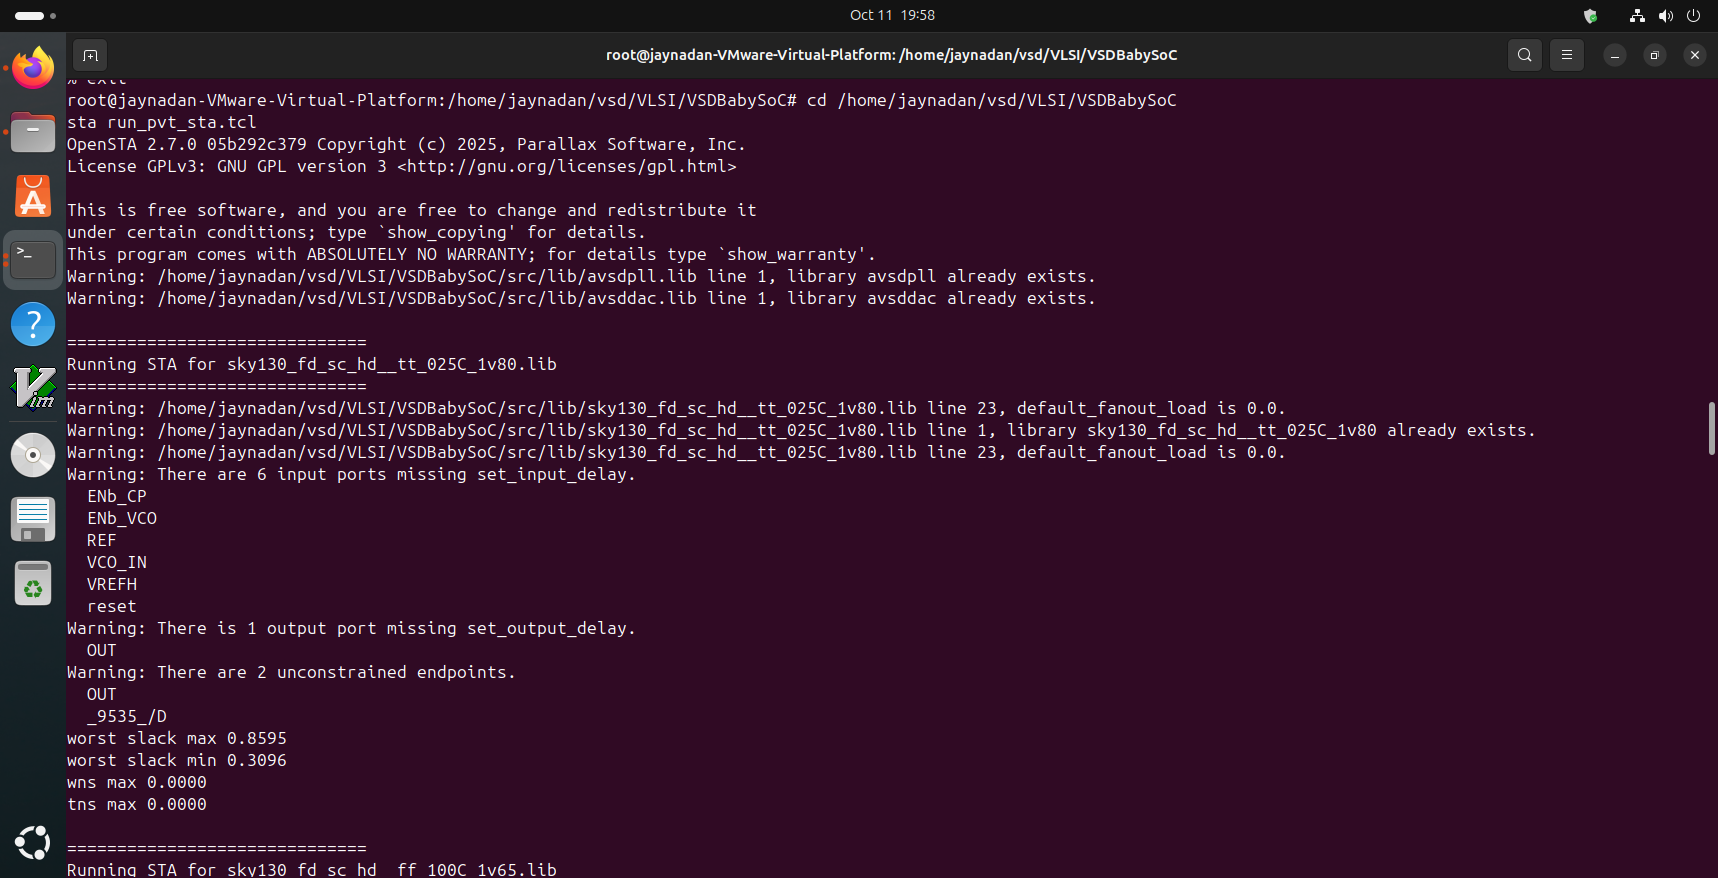 Oct 11 19:58
root@jaynadan-VMware-Virtual-Platform: /home/jaynadan/vsd/VLSI/VSDBabySoC
% exit
root@jaynadan-VMware-Virtual-Platform:/home/jaynadan/vsd/VLSI/VSDBabySoC# cd /home/jaynadan/vsd/VLSI/VSDBabySoC
sta run_pvt_sta.tcl
OpenSTA 2.7.0 05b292c379 Copyright (c) 2025, Parallax Software, Inc.
License GPLv3: GNU GPL version 3 <http://gnu.org/licenses/gpl.html>
This is free software, and you are free to change and redistribute it
under certain conditions; type `show_copying' for details.
This program comes with ABSOLUTELY NO WARRANTY; for details type `show_warranty'.
Warning: /home/jaynadan/vsd/VLSI/VSDBabySoC/src/lib/avsdpll.lib line 1, library avsdpll already exists.
Warning: /home/jaynadan/vsd/VLSI/VSDBabySoC/src/lib/avsddac.lib line 1, library avsddac already exists.
==============================
Running STA for sky130_fd_sc_hd__tt_025C_1v80.lib
==============================
Warning: /home/jaynadan/vsd/VLSI/VSDBabySoC/src/lib/sky130_fd_sc_hd__tt_025C_1v80.lib line 23, default_fanout_load is 0.0.
Warning: /home/jaynadan/vsd/VLSI/VSDBabySoC/src/lib/sky130_fd_sc_hd__tt_025C_1v80.lib line 1, library sky130_fd_sc_hd__tt_025C_1v80 already exists.
Warning: /home/jaynadan/vsd/VLSI/VSDBabySoC/src/lib/sky130_fd_sc_hd__tt_025C_1v80.lib line 23, default_fanout_load is 0.0.
Warning: There are 6 input ports missing set_input_delay.
ENb_CP
ENb_VCO
REF
VCO_IN
VREFH
reset
Warning: There is 1 output port missing set_output_delay.
OUT
Warning: There are 2 unconstrained endpoints.
OUT
_9535_/D
worst slack max 0.8595
worst slack min 0.3096
wns max 0.0000
tns max 0.0000
==============================
Running STA for sky130_fd_sc_hd__ff_100C_1v65.lib